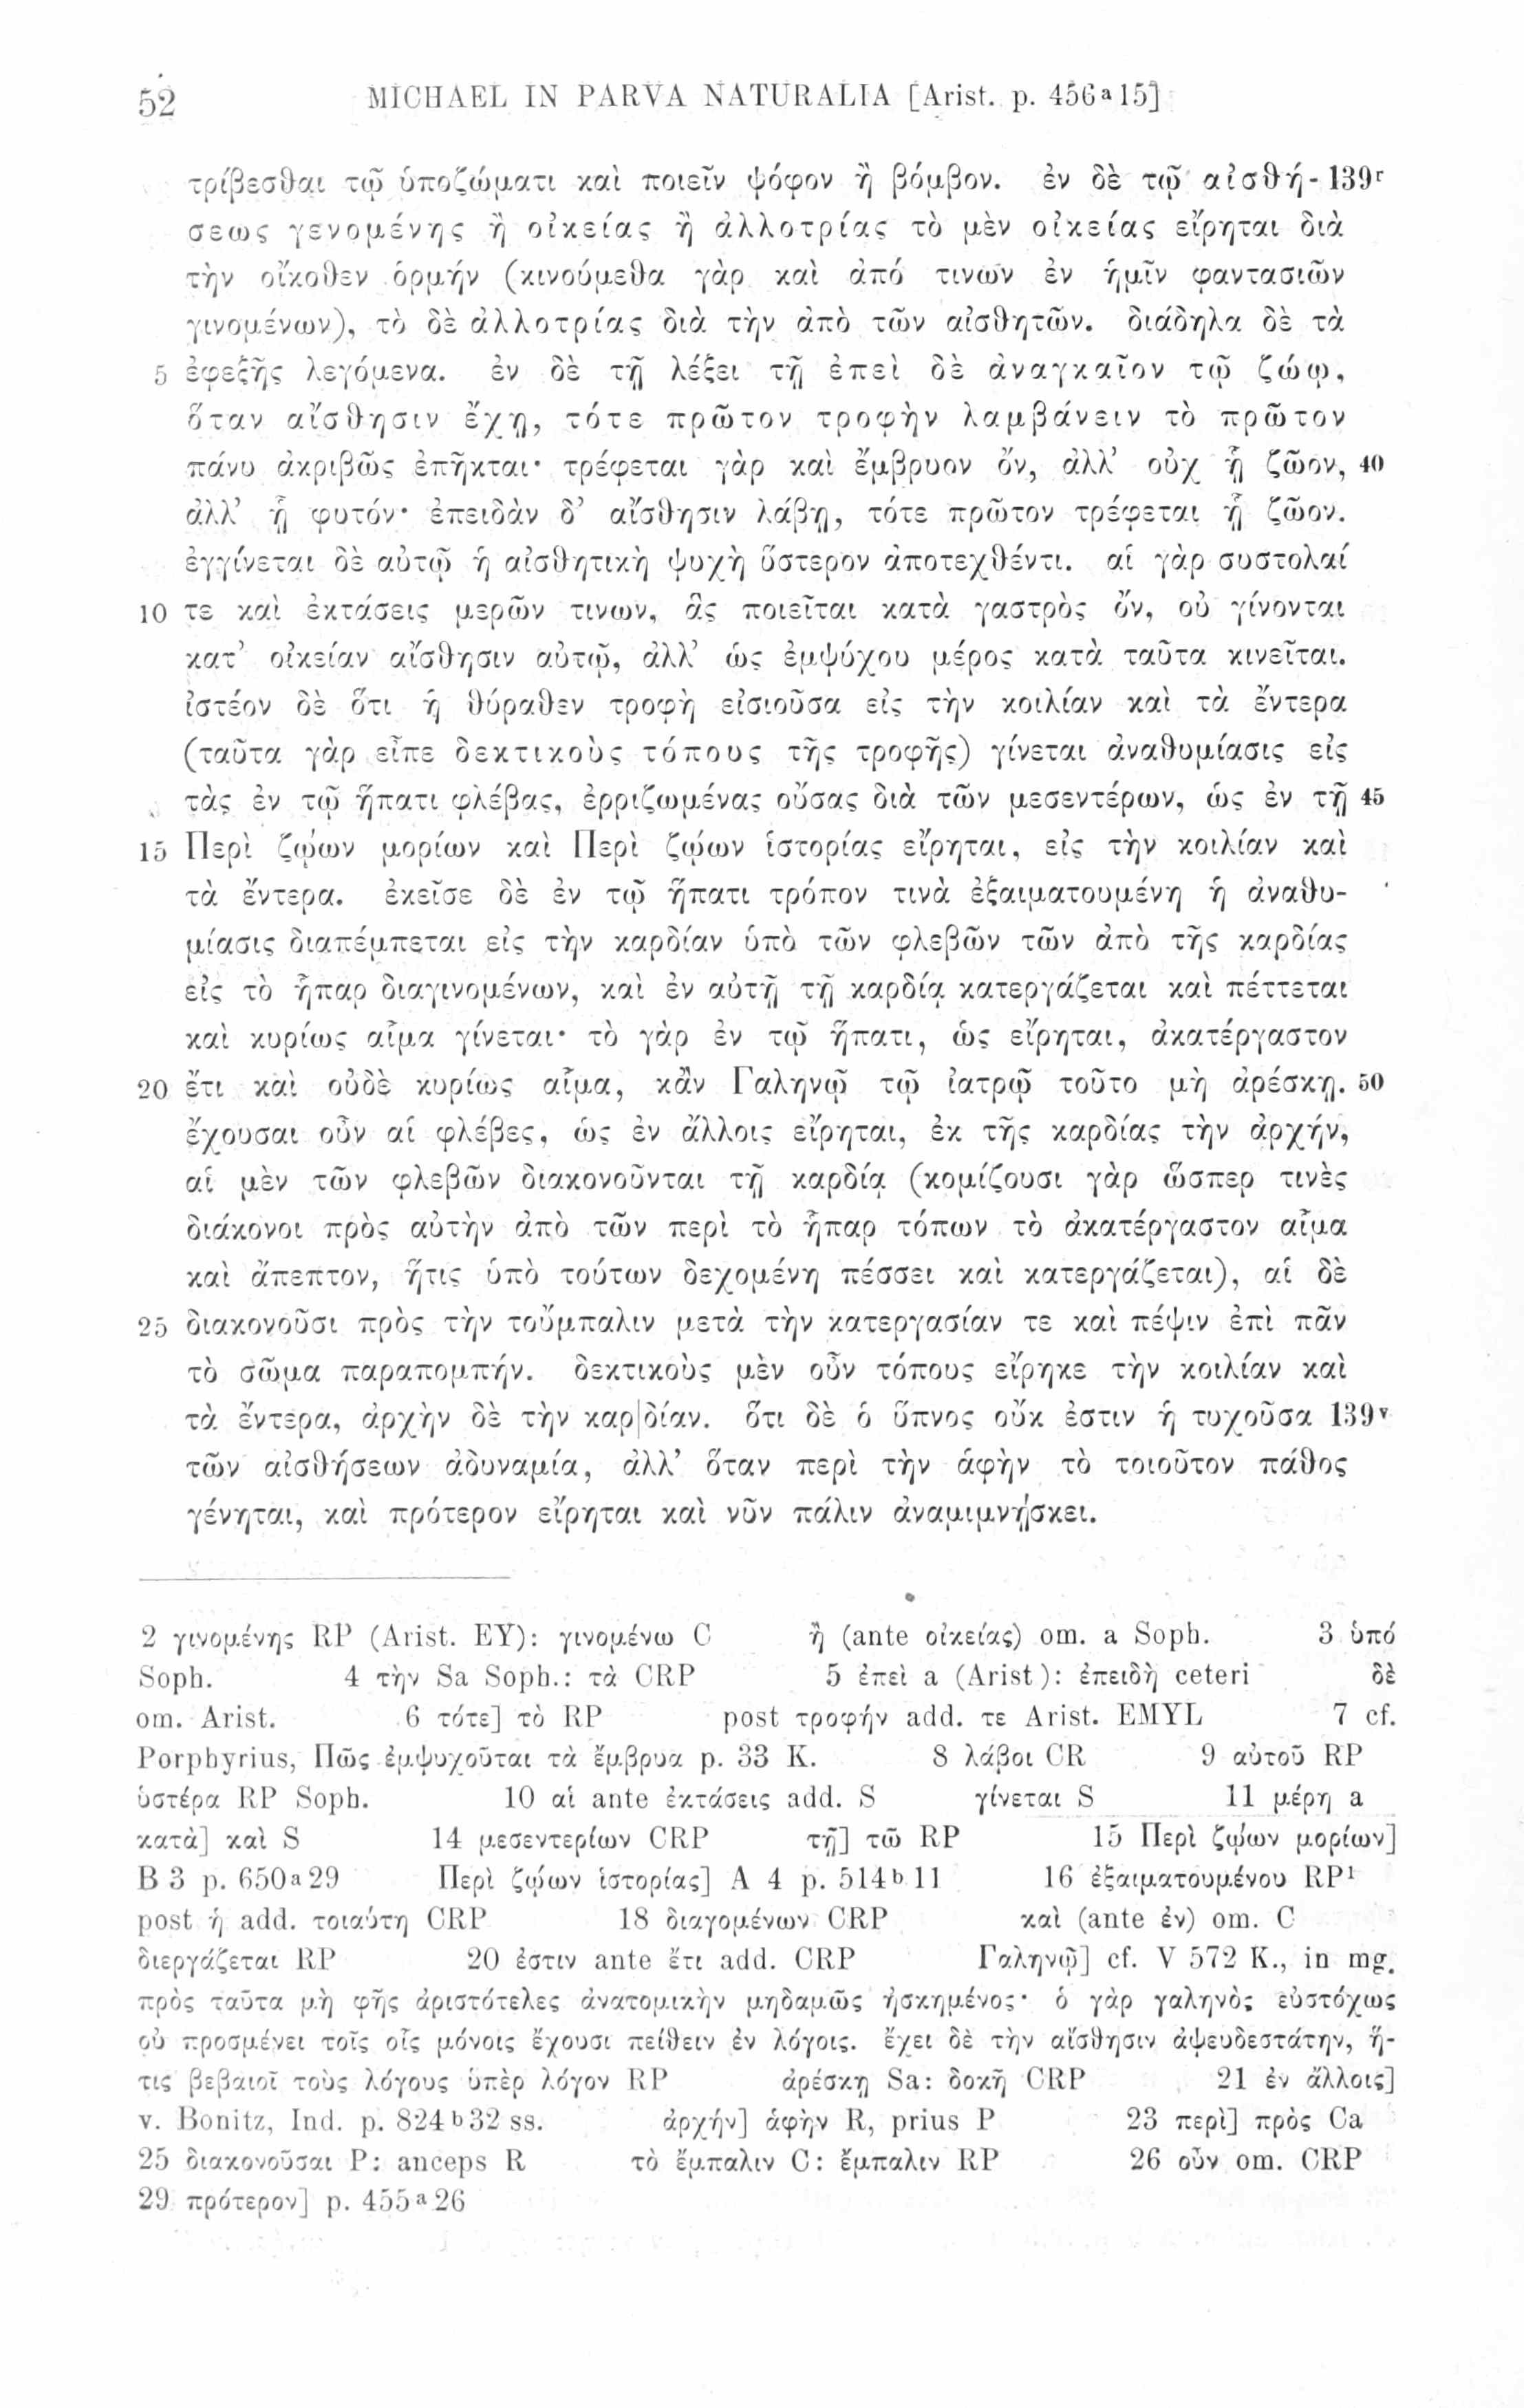 52 MICHAEL IN PARVA NATURALIA [Arist. p. 456ᵃ15]
τρίβεσθαι τῷ ὑποζώματι καὶ ποιεῖν ψόφον ἢ βόμβον. ἐν δὲ τῷ αἰσθή- 139ʳ
σεως γενομένης ἢ οἰκείας ἢ ἀλλοτρίας τὸ μὲν οἰκείας εἴρηται διὰ
τὴν οἴκοθεν ὁρμήν (κινούμεθα γὰρ καὶ ἀπό τινων ἐν ἡμῖν φαντασιῶν
γινομένων), τὸ δὲ ἀλλοτρίας διὰ τὴν ἀπὸ τῶν αἰσθητῶν. διάδηλα δὲ τὰ
5 ἐφεξῆς λεγόμενα. ἐν δὲ τῇ λέξει τῇ ἐπεὶ δὲ ἀναγκαῖον τῷ ζώῳ,
ὅταν αἴσθησιν ἔχῃ, τότε πρῶτον τροφὴν λαμβάνειν τὸ πρῶτον
πάνυ ἀκριβῶς ἐπῆκται· τρέφεται γὰρ καὶ ἔμβρυον ὄν, ἀλλ’ οὐχ ᾗ ζῶον, 40
ἀλλ’ ᾗ φυτόν· ἐπειδὰν δ’ αἴσθησιν λάβῃ, τότε πρῶτον τρέφεται ᾗ ζῶον.
ἐγγίνεται δὲ αὐτῷ ἡ αἰσθητικὴ ψυχὴ ὕστερον ἀποτεχθέντι. αἱ γὰρ συστολαί
10 τε καὶ ἐκτάσεις μερῶν τινων, ἃς ποιεῖται κατὰ γαστρὸς ὄν, οὐ γίνονται
κατ’ οἰκείαν αἴσθησιν αὐτῷ, ἀλλ’ ὡς ἐμψύχου μέρος κατὰ ταῦτα κινεῖται.
ἰστέον δὲ ὅτι ἡ θύραθεν τροφὴ εἰσιοῦσα εἰς τὴν κοιλίαν καὶ τὰ ἔντερα
(ταῦτα γὰρ εἶπε δεκτικοὺς τόπους τῆς τροφῆς) γίνεται ἀναθυμίασις εἰς
τὰς ἐν τῷ ἥπατι φλέβας, ἐρριζωμένας οὔσας διὰ τῶν μεσεντέρων, ὡς ἐν τῇ 45
15 Περὶ ζῴων μορίων καὶ Περὶ ζῴων ἱστορίας εἴρηται, εἰς τὴν κοιλίαν καὶ
τὰ ἔντερα. ἐκεῖσε δὲ ἐν τῷ ἥπατι τρόπον τινὰ ἐξαιματουμένη ἡ ἀναθυ-
μίασις διαπέμπεται εἰς τὴν καρδίαν ὑπὸ τῶν φλεβῶν τῶν ἀπὸ τῆς καρδίας
εἰς τὸ ἧπαρ διαγινομένων, καὶ ἐν αὐτῇ τῇ καρδίᾳ κατεργάζεται καὶ πέττεται
καὶ κυρίως αἷμα γίνεται· τὸ γὰρ ἐν τῷ ἥπατι, ὡς εἴρηται, ἀκατέργαστον
20 ἔτι καὶ οὐδὲ κυρίως αἷμα, κἂν Γαληνῷ τῷ ἰατρῷ τοῦτο μὴ ἀρέσκῃ. 50
ἔχουσαι οὖν αἱ φλέβες, ὡς ἐν ἄλλοις εἴρηται, ἐκ τῆς καρδίας τὴν ἀρχήν,
αἱ μὲν τῶν φλεβῶν διακονοῦνται τῇ καρδίᾳ (κομίζουσι γὰρ ὥσπερ τινὲς
διάκονοι πρὸς αὐτὴν ἀπὸ τῶν περὶ τὸ ἧπαρ τόπων τὸ ἀκατέργαστον αἷμα
καὶ ἄπεπτον, ἥτις ὑπὸ τούτων δεχομένη πέσσει καὶ κατεργάζεται), αἱ δὲ
25 διακονοῦσι πρὸς τὴν τοὔμπαλιν μετὰ τὴν κατεργασίαν τε καὶ πέψιν ἐπὶ πᾶν
τὸ σῶμα παραπομπήν. δεκτικοὺς μὲν οὖν τόπους εἴρηκε τὴν κοιλίαν καὶ
τὰ ἔντερα, ἀρχὴν δὲ τὴν καρ|δίαν. ὅτι δὲ ὁ ὕπνος οὔκ ἐστιν ἡ τυχοῦσα 139ᵛ
τῶν αἰσθήσεων ἀδυναμία, ἀλλ’ ὅταν περὶ τὴν ἁφὴν τὸ τοιοῦτον πάθος
γένηται, καὶ πρότερον εἴρηται καὶ νῦν πάλιν ἀναμιμνήσκει.
2 γινομένης RP (Arist. EY): γινομένω C ἢ (ante οἰκείας) om. a Soph. 3 ὑπό
Soph. 4 τὴν Sa Soph.: τὰ CRP 5 ἐπεὶ a (Arist): ἐπειδὴ ceteri δὲ
om. Arist. 6 τότε] τὸ RP post τροφήν add. τε Arist. EMYL 7 cf.
Porphyrius, Πῶς ἐμψυχοῦται τὰ ἔμβρυα p. 33 K. 8 λάβοι CR 9 αὐτοῦ RP
ὑστέρα RP Soph. 10 αἱ ante ἐκτάσεις add. S γίνεται S 11 μέρη a
κατὰ] καὶ S 14 μεσεντερίων CRP τῇ] τῶ RP 15 Περὶ ζῴων μορίων]
B 3 p. 650ᵃ29 Περὶ ζῴων ἱστορίας] A 4 p. 514ᵇ11 16 ἐξαιματουμένου RP¹
post ἡ add. τοιαύτη CRP 18 διαγομένων CRP καὶ (ante ἐν) om. C
διεργάζεται RP 20 ἐστιν ante ἔτι add. CRP Γαληνῷ] cf. V 572 K., in mg.
πρὸς ταῦτα μὴ φῆς ἀριστότελες ἀνατομικὴν μηδαμῶς ἠσκημένος· ὁ γὰρ γαληνὸς εὐστόχως
οὐ προσμένει τοῖς οἷς μόνοις ἔχουσι πείθειν ἐν λόγοις. ἔχει δὲ τὴν αἴσθησιν ἀψευδεστάτην, ἥ-
τις βεβαιοῖ τοὺς λόγους ὑπὲρ λόγον RP ἀρέσκῃ Sa: δοκῆ CRP 21 ἐν ἄλλοις]
v. Bonitz, Ind. p. 824ᵇ32 ss. ἀρχήν] ἁφὴν R, prius P 23 περὶ] πρὸς Ca
25 διακονοῦσαι P: anceps R τὸ ἔμπαλιν C: ἔμπαλιν RP 26 οὖν om. CRP
29 πρότερον] p. 455ᵃ26